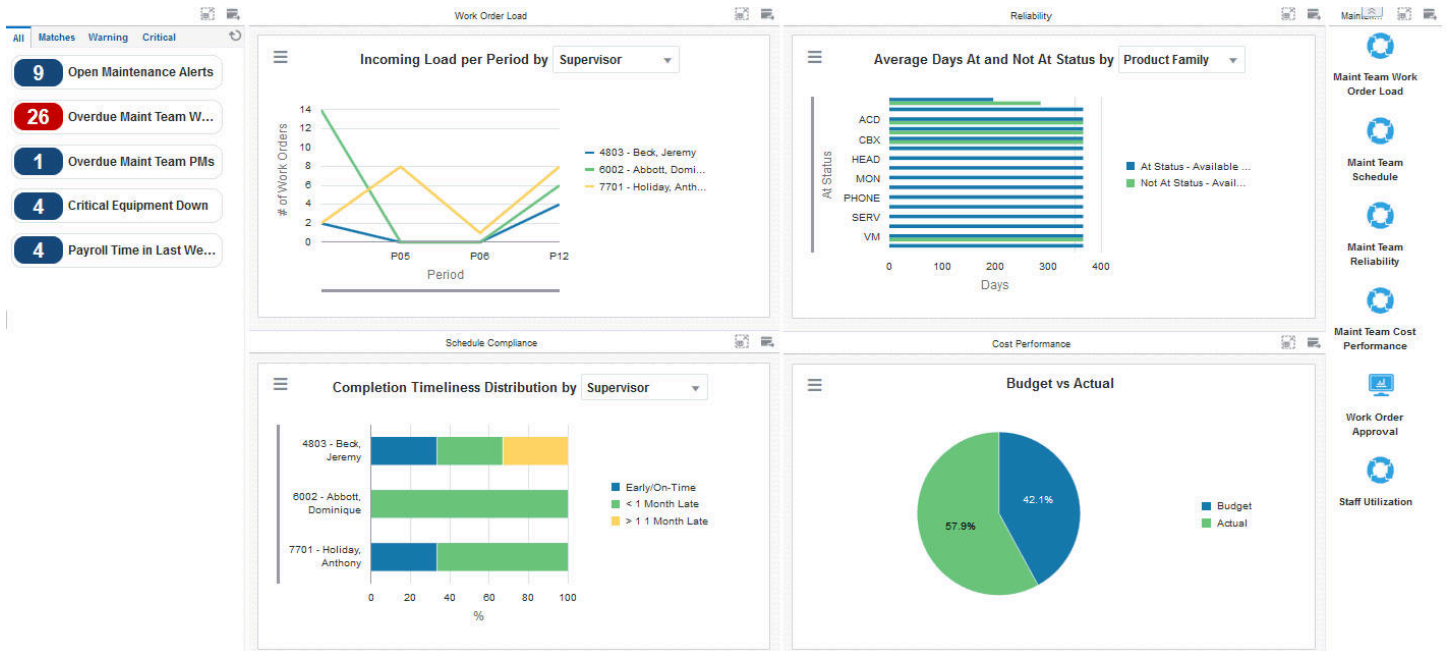 All Matches Warning Critical
9 Open Maintenance Alerts
26 Overdue Maint Team W...
1 Overdue Maint Team PMs
4 Critical Equipment Down
4 Payroll Time in Last We...
Work Order Load
Incoming Load per Period by Supervisor
# of Work Orders
14
12
10
8
6
4
2
0
P05 P06 P12
Period
4803 - Beck, Jeremy
6002 - Abbott, Domi...
7701 - Holiday, Anth...
Reliability
Average Days At and Not At Status by Product Family
At Status
ACD
CBX
HEAD
MON
PHONE
SERV
VM
0 100 200 300 400
Days
At Status - Available ...
Not At Status - Avail...
Schedule Compliance
Completion Timeliness Distribution by Supervisor
4803 - Beck,
Jeremy
6002 - Abbott,
Dominique
7701 - Holiday,
Anthony
0 20 40 60 80 100
%
Early/On-Time
< 1 Month Late
> 1 1 Month Late
Cost Performance
Budget vs Actual
42.1%
57.9%
Budget
Actual
Maint Team Work
Order Load
Maint Team
Schedule
Maint Team
Reliability
Maint Team Cost
Performance
Work Order
Approval
Staff Utilization